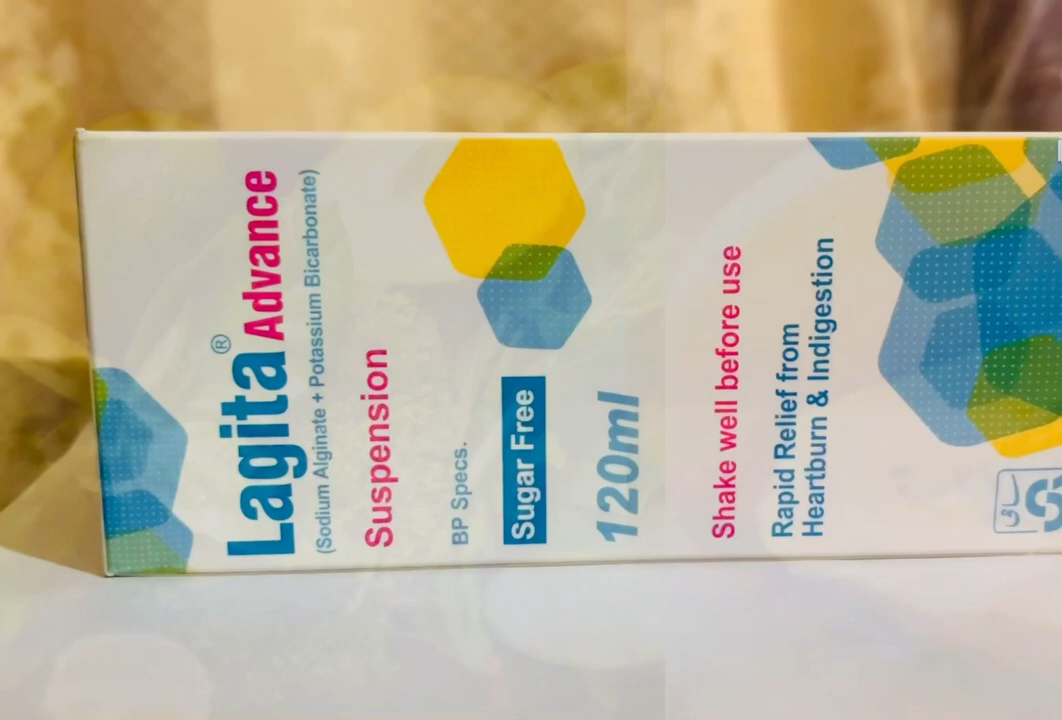 Lagita® Advance
(Sodium Alginate + Potassium Bicarbonate)
Suspension
BP Specs.
Sugar Free
120ml
Shake well before use
Rapid Relief from
Heartburn & Indigestion